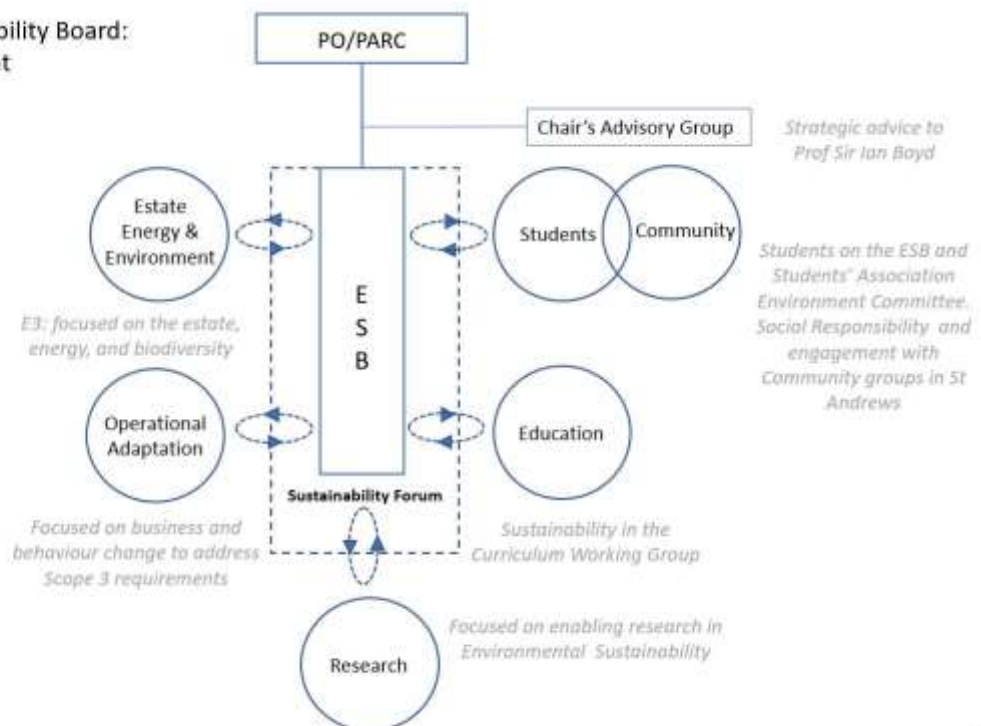 bility Board:
t
PO/PARC
Chair's Advisory Group
Strategic advice to
Prof Sir Ian Boyd
Estate
Energy &
Environment
Students
Community
E
S
B
E3: focused on the estate,
energy, and biodiversity
Students on the ESB and
Students' Association
Environment Committee.
Social Responsibility and
engagement with
Community groups in St
Andrews
Operational
Adaptation
Education
Sustainability Forum
Focused on business and
behaviour change to address
Scope 3 requirements
Sustainability in the
Curriculum Working Group
Research
Focused on enabling research in
Environmental Sustainability